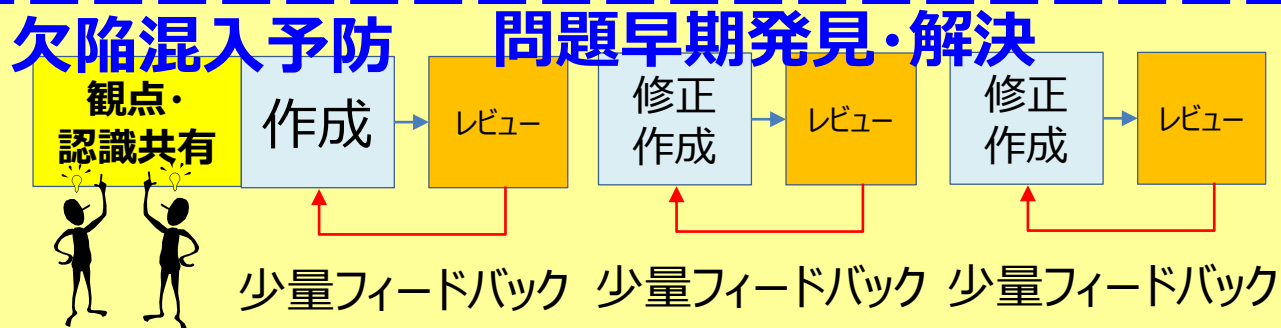 欠陥混入予防
問題早期発見・解決
観点・
認識共有
作成
レビュー
修正
作成
レビュー
修正
作成
レビュー
少量フィードバック
少量フィードバック
少量フィードバック